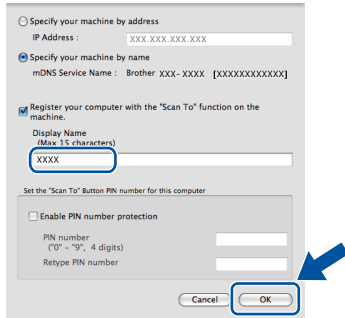 Specify your machine by address
IP Address : XXX.XXX.XXX.XXX
Specify your machine by name
mDNS Service Name : Brother XXX-XXXX [XXXXXXXXXXXX]
Register your computer with the "Scan To" function on the
machine.
Display Name
(Max 15 characters)
XXXX
Set the "Scan To" Button PIN number for this computer
Enable PIN number protection
PIN number
("0" - "9", 4 digits)
Retype PIN number
Cancel OK